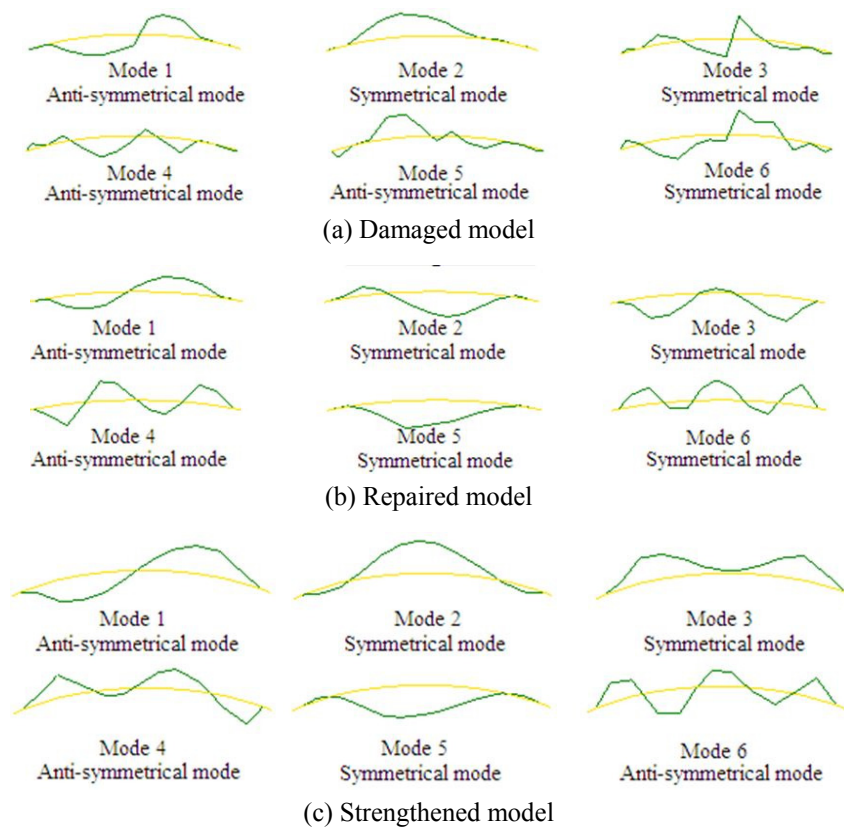 Mode 1 Mode 2 Mode 3
Anti-symmetrical mode Symmetrical mode Symmetrical mode
Mode 4 Mode 5 Mode 6
Anti-symmetrical mode Anti-symmetrical mode Symmetrical mode
(a) Damaged model
Mode 1 Mode 2 Mode 3
Anti-symmetrical mode Symmetrical mode Symmetrical mode
Mode 4 Mode 5 Mode 6
Anti-symmetrical mode Symmetrical mode Symmetrical mode
(b) Repaired model
Mode 1 Mode 2 Mode 3
Anti-symmetrical mode Symmetrical mode Symmetrical mode
Mode 4 Mode 5 Mode 6
Anti-symmetrical mode Symmetrical mode Anti-symmetrical mode
(c) Strengthened model